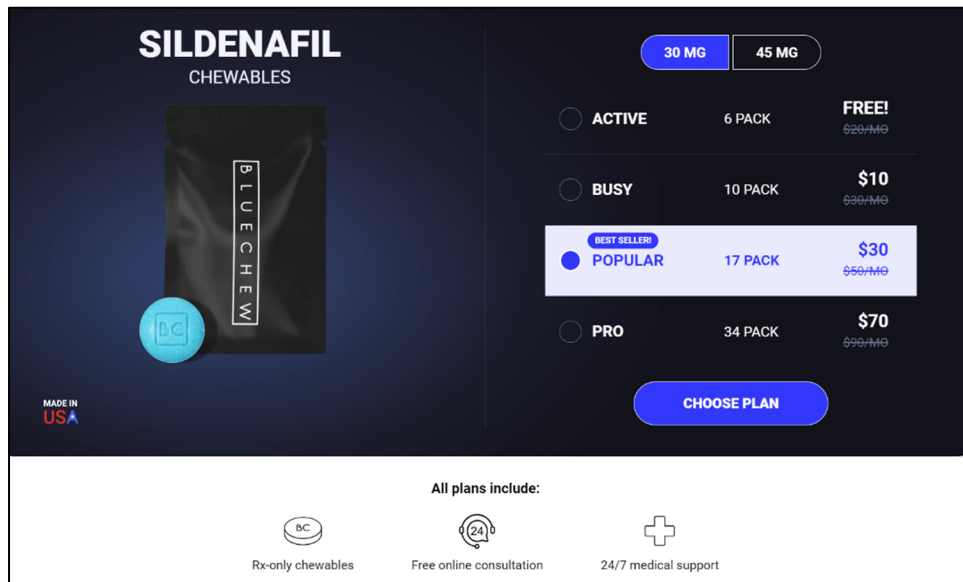 SILDENAFIL
CHEWABLES
BLUECHEW
BC
MADE IN
USA
30 MG 45 MG
ACTIVE 6 PACK FREE!
$20/MO
BUSY 10 PACK $10
$30/MO
BEST SELLER!
POPULAR 17 PACK $30
$50/MO
PRO 34 PACK $70
$90/MO
CHOOSE PLAN
All plans include:
BC 24
Rx-only chewables Free online consultation 24/7 medical support